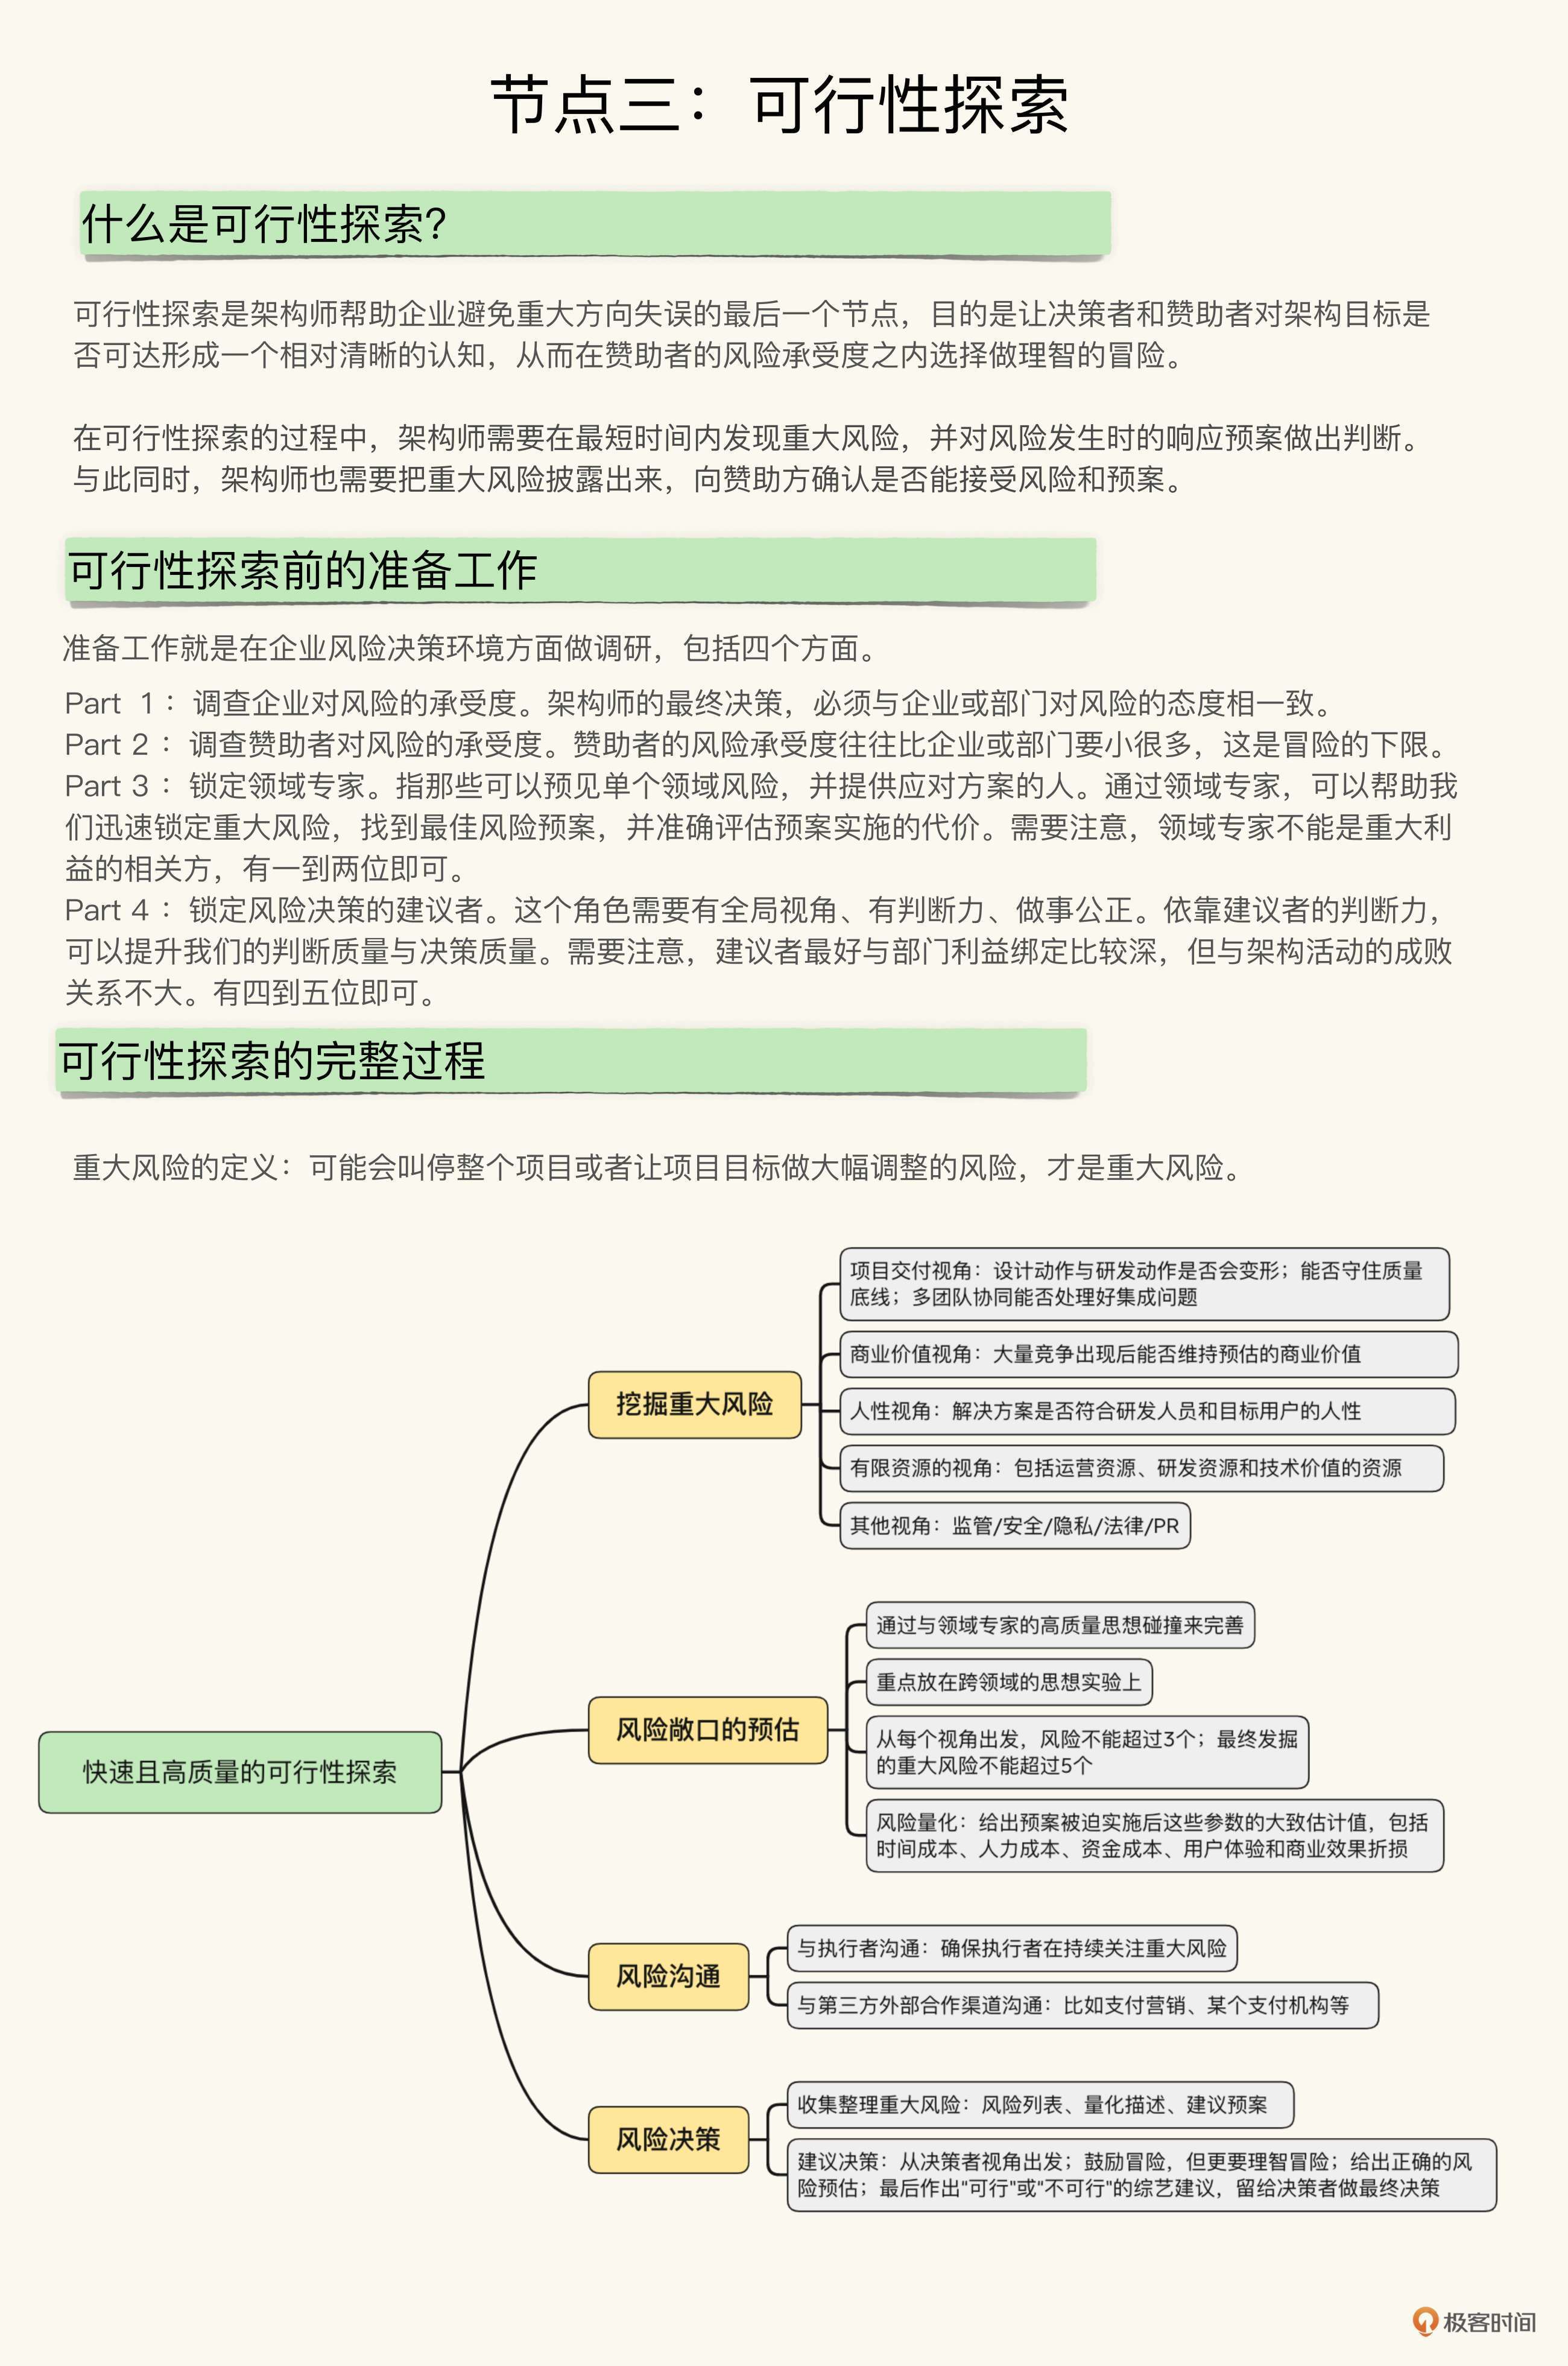 节点三：可行性探索
什么是可行性探索？
可行性探索是架构师帮助企业避免重大方向失误的最后一个节点，目的是让决策者和赞助者对架构目标是
否可达形成一个相对清晰的认知，从而在赞助者的风险承受度之内选择做理智的冒险。
在可行性探索的过程中，架构师需要在最短时间内发现重大风险，并对风险发生时的响应预案做出判断。
与此同时，架构师也需要把重大风险披露出来，向赞助方确认是否能接受风险和预案。
可行性探索前的准备工作
准备工作就是在企业风险决策环境方面做调研，包括四个方面。
Part 1：调查企业对风险的承受度。架构师的最终决策，必须与企业或部门对风险的态度相一致。
Part 2：调查赞助者对风险的承受度。赞助者的风险承受度往往比企业或部门要小很多，这是冒险的下限。
Part 3：锁定领域专家。指那些可以预见单个领域风险，并提供应对方案的人。通过领域专家，可以帮助我
们迅速锁定重大风险，找到最佳风险预案，并准确评估预案实施的代价。需要注意，领域专家不能是重大利
益的相关方，有一到两位即可。
Part 4：锁定风险决策的建议者。这个角色需要有全局视角、有判断力、做事公正。依靠建议者的判断力，
可以提升我们的判断质量与决策质量。需要注意，建议者最好与部门利益绑定比较深，但与架构活动的成败
关系不大。有四到五位即可。
可行性探索的完整过程
重大风险的定义：可能会叫停整个项目或者让项目目标做大幅调整的风险，才是重大风险。
快速且高质量的可行性探索
挖掘重大风险
项目交付视角：设计动作与研发动作是否会变形；能否守住质量
底线；多团队协同能否处理好集成问题
商业价值视角：大量竞争出现后能否维持预估的商业价值
人性视角：解决方案是否符合研发人员和目标用户的人性
有限资源的视角：包括运营资源、研发资源和技术价值的资源
其他视角：监管/安全/隐私/法律/PR
风险敞口的预估
通过与领域专家的高质量思想碰撞来完善
重点放在跨领域的思想实验上
从每个视角出发，风险不能超过3个；最终发掘
的重大风险不能超过5个
风险量化：给出预案被迫实施后这些参数的大致估计值，包括
时间成本、人力成本、资金成本、用户体验和商业效果折损
风险沟通
与执行者沟通：确保执行者在持续关注重大风险
与第三方外部合作渠道沟通：比如支付营销、某个支付机构等
风险决策
收集整理重大风险：风险列表、量化描述、建议预案
建议决策：从决策者视角出发；鼓励冒险，但更要理智冒险；给出正确的风
险预估；最后作出"可行"或“不可行"的综艺建议，留给决策者做最终决策
极客时间